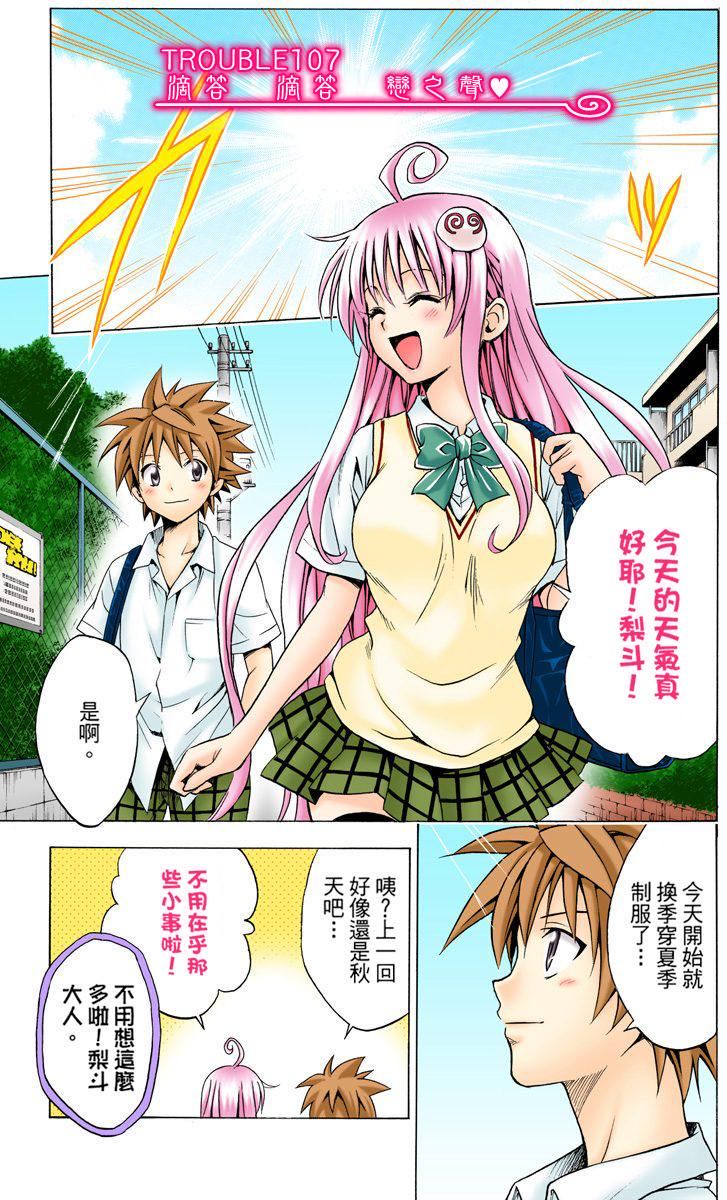 TROUBLE107
滴答 滴答 戀之聲♥
今天的天氣真
好耶！梨斗！
是啊。
今天開始就
換季穿夏季
制服了…
咦？上一回
好像還是秋
天吧…
不用在乎那
些小事啦！
不用想這麼
多啦！梨斗
大人。